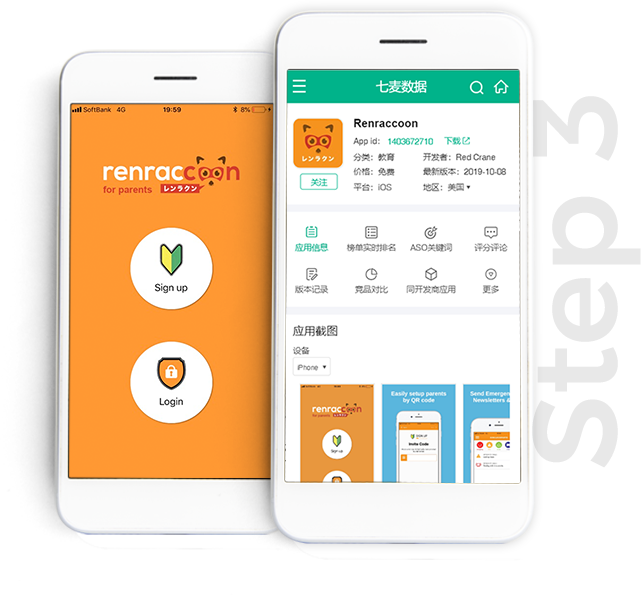 SoftBank 4G 19:59 8%
renraccoon
for parents レンラクン
Sign up
Login
七麦数据
レンラクン
关注
Renraccoon
App id: 1403672710 下载
分类: 教育 开发者: Red Crane
价格: 免费 最新版本: 2019-10-08
平台: iOS 地区: 美国
应用信息 榜单实时排名 ASO关键词 评分评论
版本记录 竞品对比 同开发商应用 更多
应用截图
设备
iPhone
renraccoon
for parents
Sign up
Easily setup parents
by QR code
Invite Code
Send Emergen
Newsletters &
Step 3